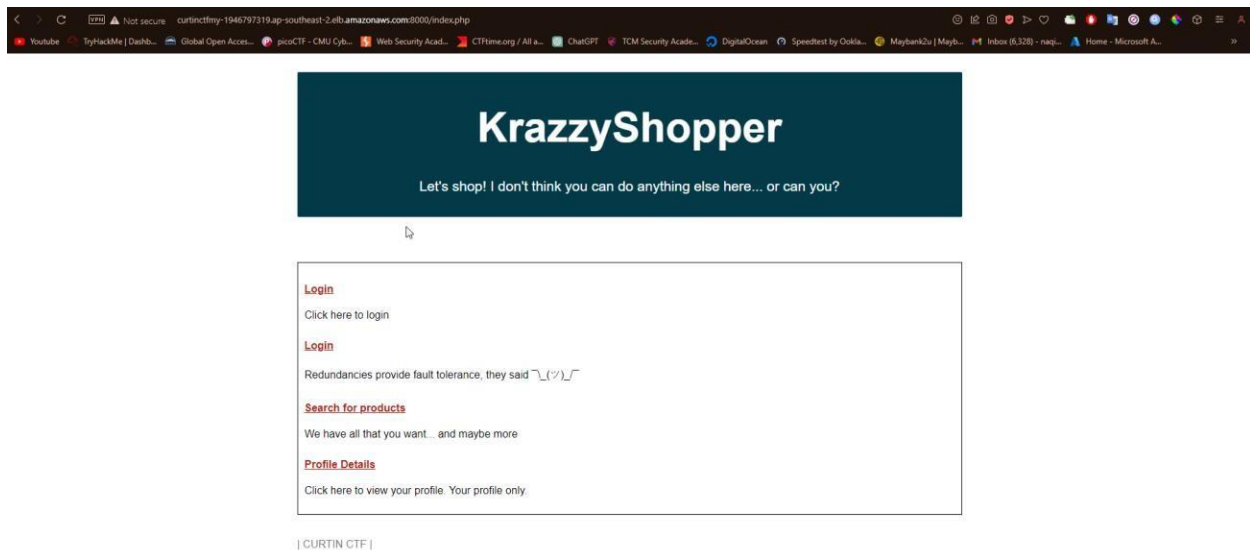 VPN Not secure curtinctfmy-1946797319.ap-southeast-2.elb.amazonaws.com:8000/index.php
Youtube TryHackMe | Dashb... Global Open Acces... picoCTF - CMU Cyb... Web Security Acad... CTFtime.org / All a... ChatGPT TCM Security Acade... DigitalOcean Speedtest by Ookla... Maybank2u | Mayb... Inbox (6,328) - naqi... Home - Microsoft A...
KrazzyShopper
Let's shop! I don't think you can do anything else here... or can you?
Login
Click here to login
Login
Redundancies provide fault tolerance, they said ¯\_(ツ)_/¯
Search for products
We have all that you want... and maybe more
Profile Details
Click here to view your profile. Your profile only.
| CURTIN CTF |